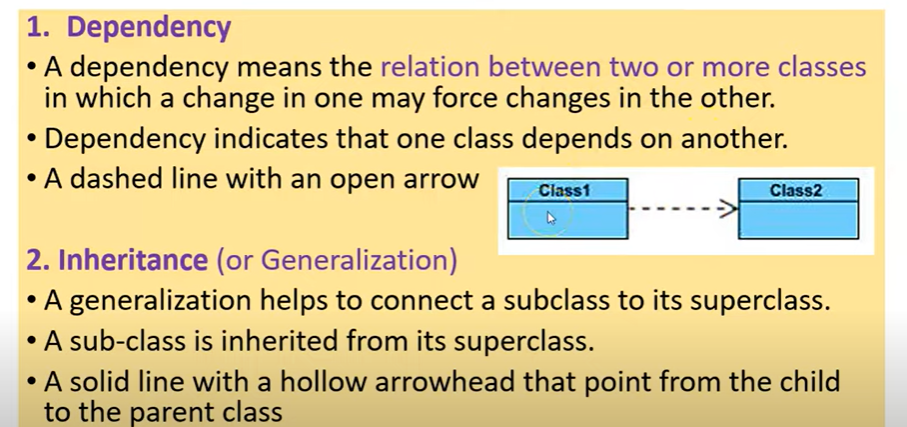 1. Dependency
• A dependency means the relation between two or more classes
in which a change in one may force changes in the other.
• Dependency indicates that one class depends on another.
• A dashed line with an open arrow
Class1
Class2
2. Inheritance (or Generalization)
• A generalization helps to connect a subclass to its superclass.
• A sub-class is inherited from its superclass.
• A solid line with a hollow arrowhead that point from the child
to the parent class